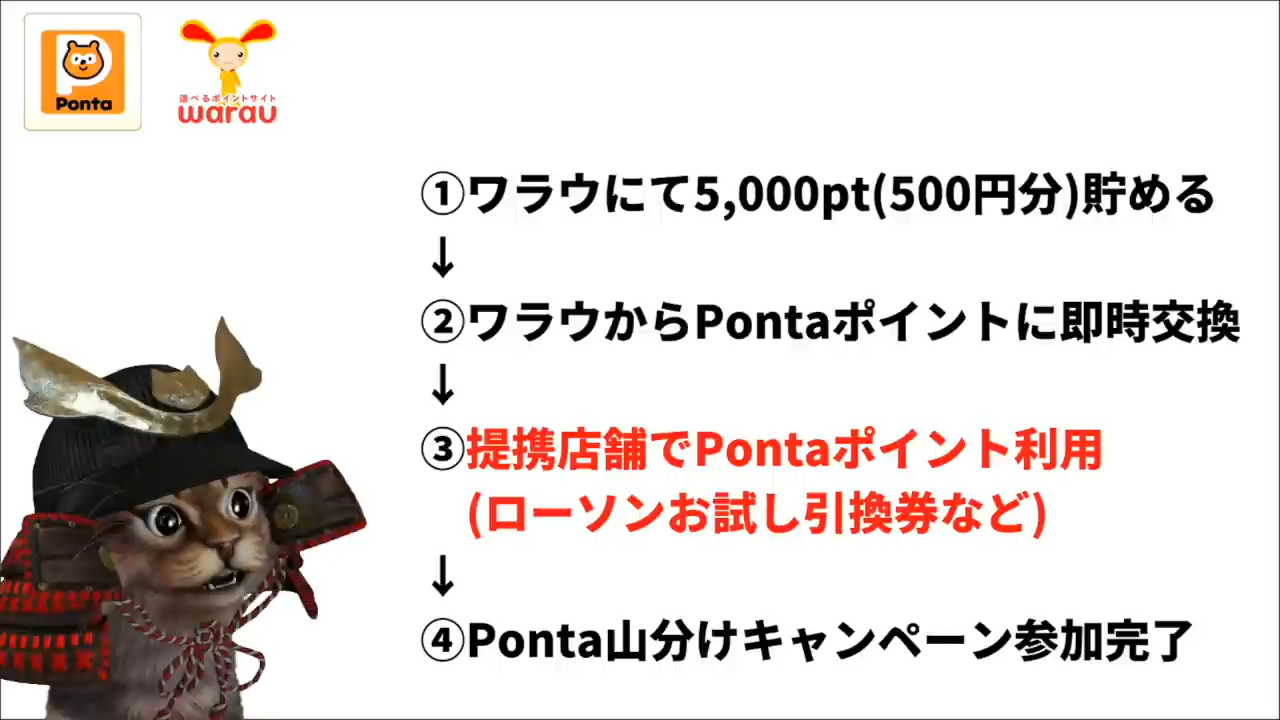 Ponta
選べるポイントサイト
warau
①ワラウにて5,000pt(500円分)貯める
↓
②ワラウからPontaポイントに即時交換
↓
③提携店舗でPontaポイント利用
(ローソンお試し引換券など)
↓
④Ponta山分けキャンペーン参加完了